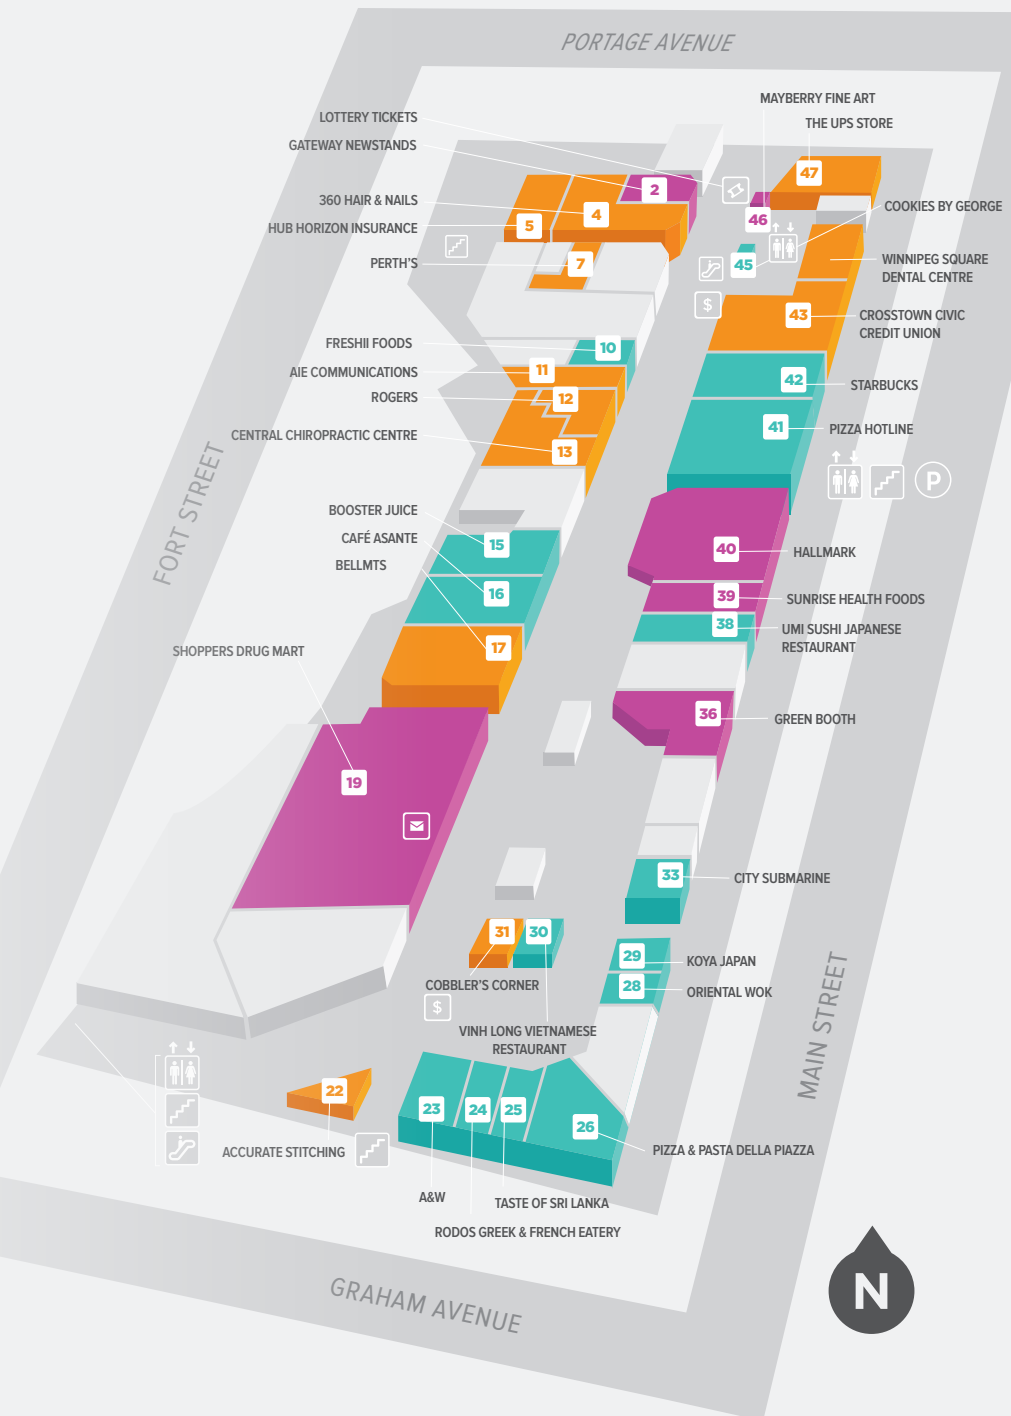 PORTAGE AVENUE
MAYBERRY FINE ART
LOTTERY TICKETS
THE UPS STORE
GATEWAY NEWSTANDS
47
2
360 HAIR & NAILS
4
46
COOKIES BY GEORGE
HUB HORIZON INSURANCE
5
PERTH'S
7
45
WINNIPEG SQUARE
DENTAL CENTRE
$
43
CROSSTOWN CIVIC
CREDIT UNION
FRESHII FOODS
10
AIE COMMUNICATIONS
11
42
STARBUCKS
ROGERS
12
CENTRAL CHIROPRACTIC CENTRE
13
41
PIZZA HOTLINE
P
FORT STREET
BOOSTER JUICE
15
CAFÉ ASANTE
40
HALLMARK
BELLMTS
16
39
SUNRISE HEALTH FOODS
38
UMI SUSHI JAPANESE
RESTAURANT
SHOPPERS DRUG MART
17
36
GREEN BOOTH
19
33
CITY SUBMARINE
31
30
29
KOYA JAPAN
COBBLER'S CORNER
28
ORIENTAL WOK
$
VINH LONG VIETNAMESE
RESTAURANT
MAIN STREET
22
23
24
25
26
ACCURATE STITCHING
PIZZA & PASTA DELLA PIAZZA
A&W
TASTE OF SRI LANKA
RODOS GREEK & FRENCH EATERY
GRAHAM AVENUE
N